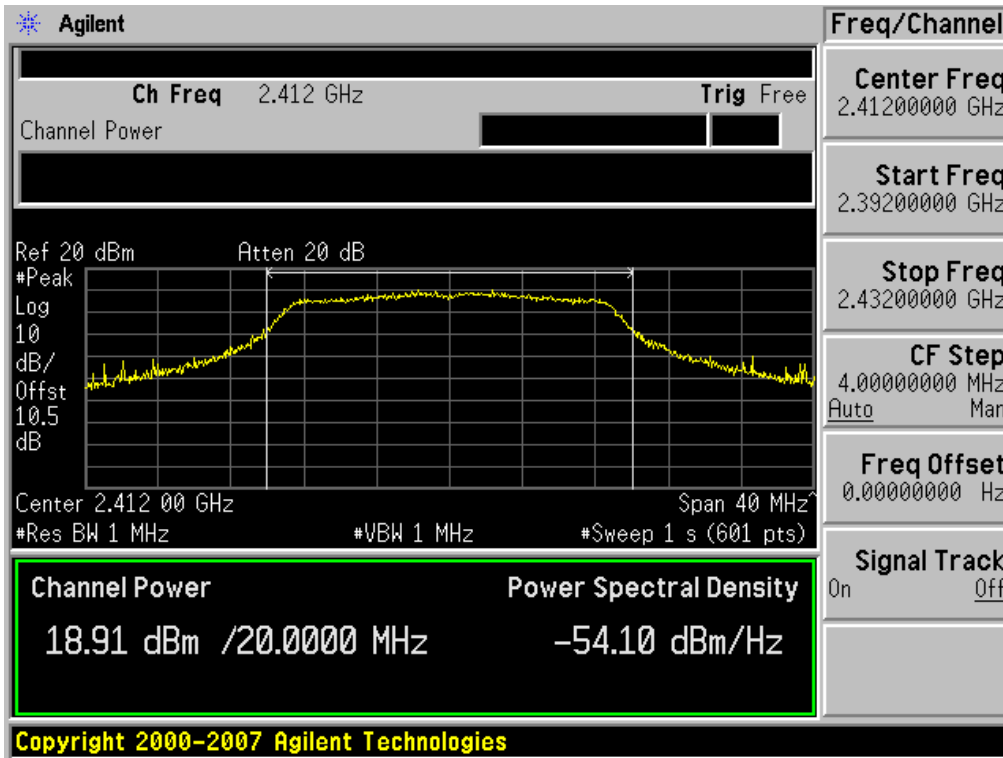 Agilent
Freq/Channel
Ch Freq 2.412 GHz Trig Free
Channel Power
Center Freq
2.41200000 GHz
Start Freq
2.39200000 GHz
Stop Freq
2.43200000 GHz
CF Step
4.00000000 MHz
Auto Man
Freq Offset
0.00000000 Hz
Signal Track
On Off
Ref 20 dBm Atten 20 dB
#Peak
Log
10
dB/
Offst
10.5
dB
Center 2.412 00 GHz Span 40 MHz^
#Res BW 1 MHz #VBW 1 MHz #Sweep 1 s (601 pts)
Channel Power Power Spectral Density
18.91 dBm /20.0000 MHz -54.10 dBm/Hz
Copyright 2000-2007 Agilent Technologies